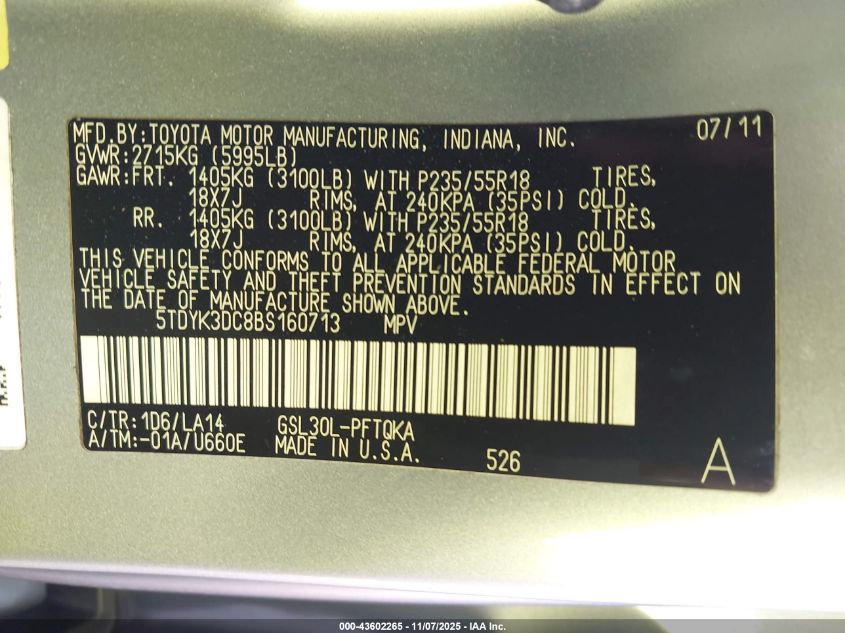 MFD.BY:TOYOTA MOTOR MANUFACTURING, INDIANA, INC. 07/11
GVWR:2715KG (5995LB)
GAWR:FRT. 1405KG (3100LB) WITH P235/55R18 TIRES,
18X7J RIMS, AT 240KPA (35PSI) COLD.
RR. 1405KG (3100LB) WITH P235/55R18 TIRES,
18X7J RIMS, AT 240KPA (35PSI) COLD.
THIS VEHICLE CONFORMS TO ALL APPLICABLE FEDERAL MOTOR
VEHICLE SAFETY AND THEFT PREVENTION STANDARDS IN EFFECT ON
THE DATE OF MANUFACTURE SHOWN ABOVE.
5TDYK3DC8BS160713 MPV
C/TR:1D6/LA14 GSL30L-PFTQKA
A/TM:-01A/U660E MADE IN U.S.A. 526 A
000-43602265 - 11/07/2025 - IAA Inc.